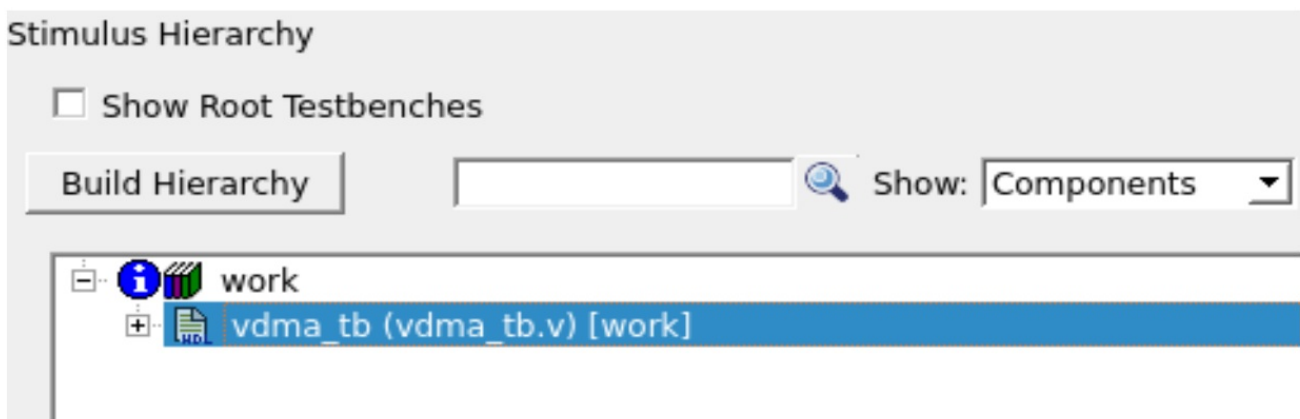 Stimulus Hierarchy
Show Root Testbenches
Build Hierarchy Show: Components
work
vdma_tb (vdma_tb.v) [work]